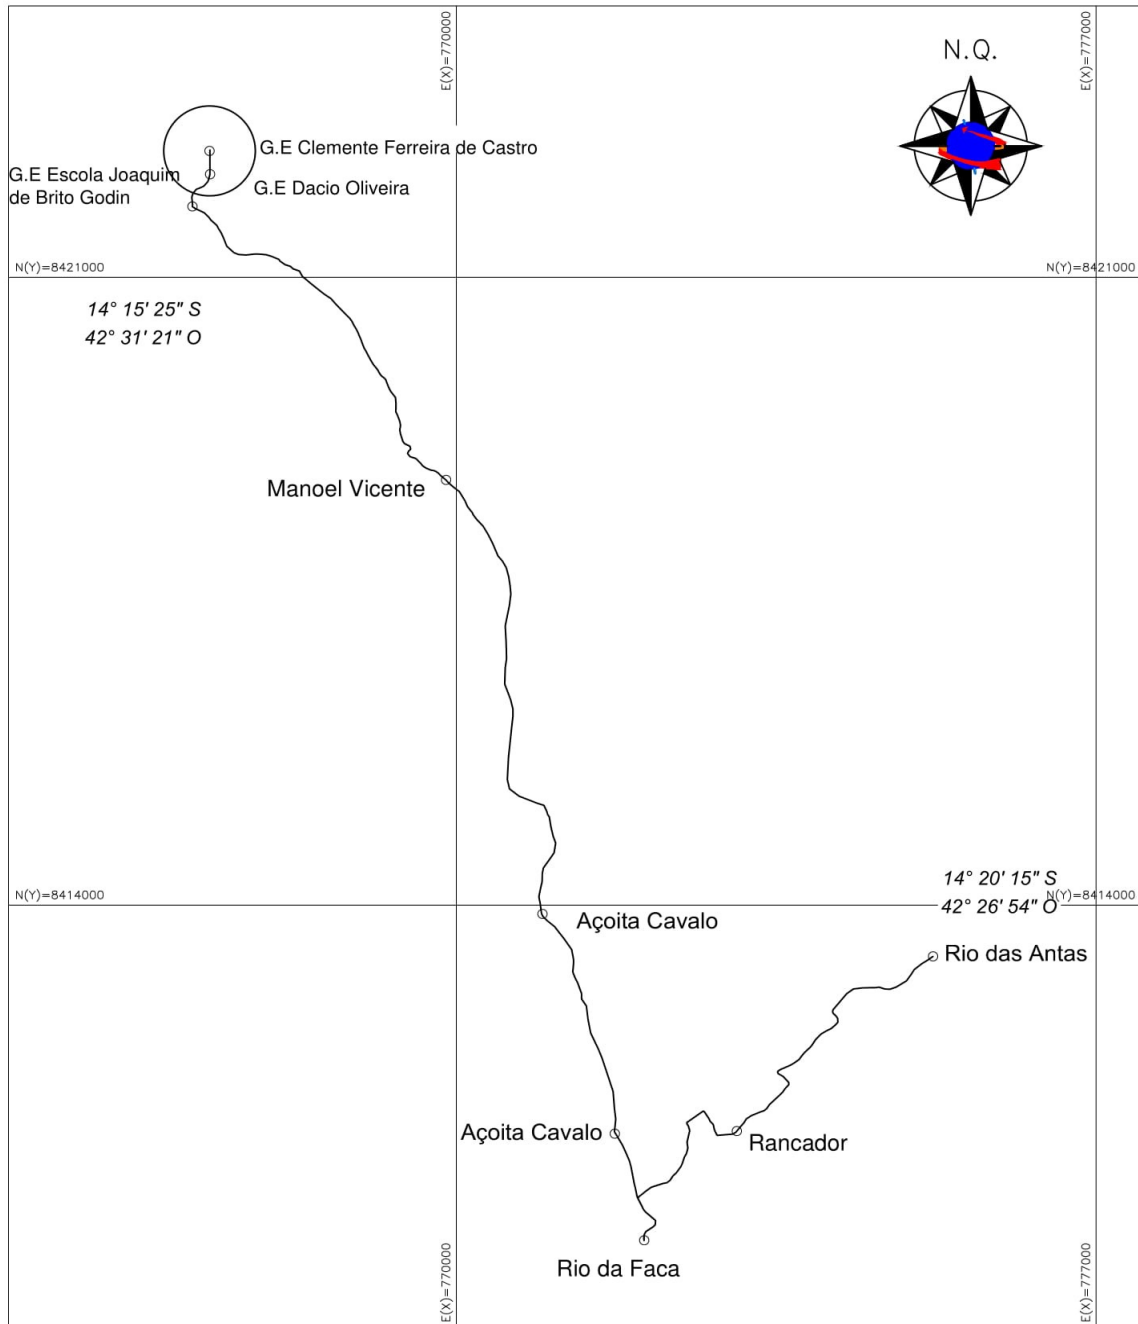 E(X)=770000
E(X)=777000
N.Q.
G.E Clemente Ferreira de Castro
G.E Escola Joaquim
de Brito Godin
G.E Dacio Oliveira
N(Y)=8421000
N(Y)=8421000
14° 15' 25" S
42° 31' 21" O
Manoel Vicente
14° 20' 15" S
N(Y)=8414000
N(Y)=8414000
42° 26' 54" O
Açoita Cavalo
Rio das Antas
Açoita Cavalo
Rancador
Rio da Faca
E(X)=770000
E(X)=777000